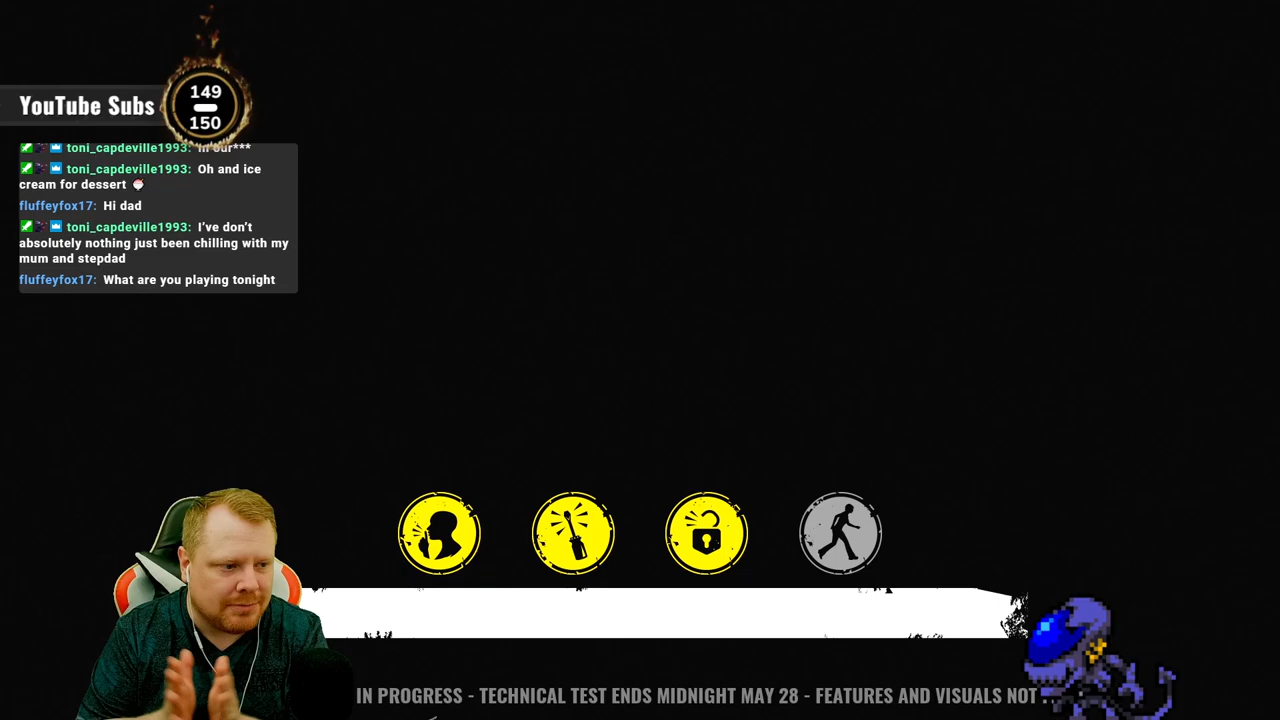 149
YouTube Subs
150
toni_capdeville1993:
toni_capdeville1993: Oh and ice
cream for dessert
fluffeyfox17: Hi dad
toni_capdeville1993: I've don't
absolutely nothing just been chilling with my
mum and stepdad
fluffeyfox17: What are you playing tonight
IN PROGRESS - TECHNICAL TEST ENDS MIDNIGHT MAY 28 - FEATURES AND VISUALS NOT